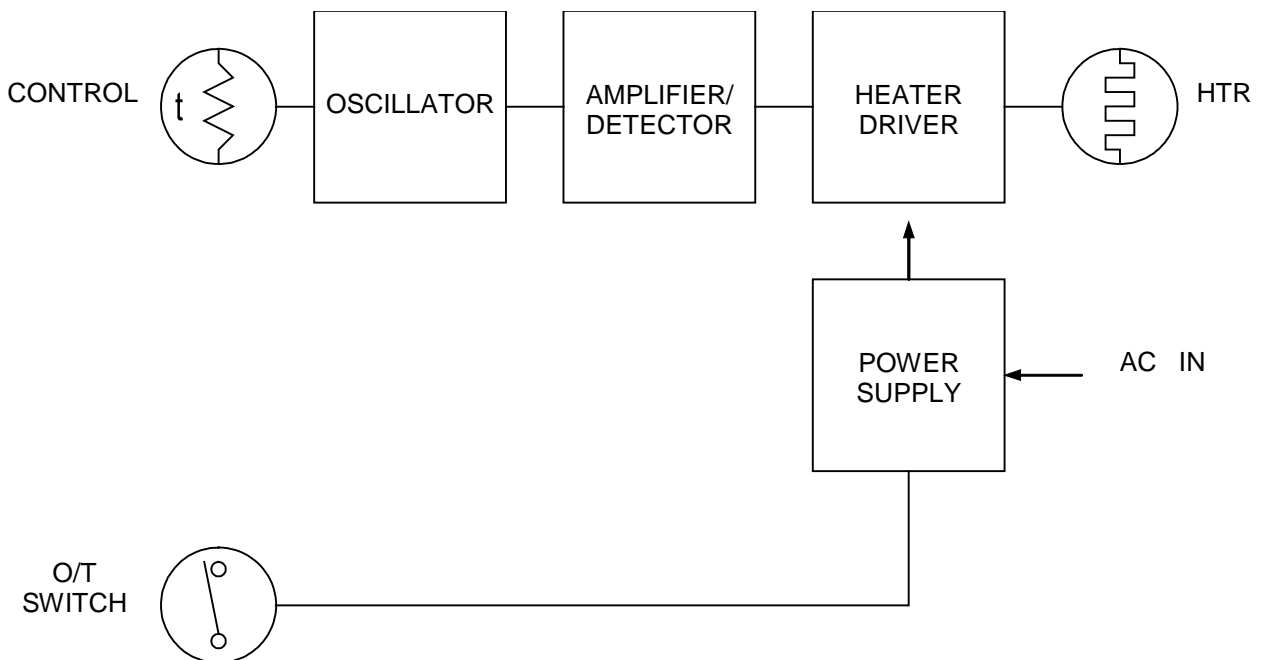 CONTROL
t
OSCILLATOR
AMPLIFIER/
DETECTOR
HEATER
DRIVER
HTR
POWER
SUPPLY
AC IN
O/T
SWITCH